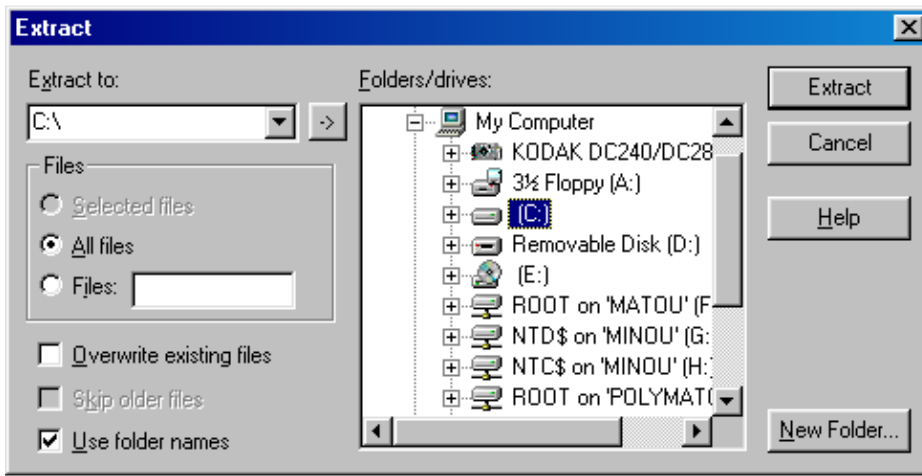 Extract
Extract to:
C:\
->
Files
Selected files
All files
Files:
Overwrite existing files
Skip older files
Use folder names
Folders/drives:
My Computer
KODAK DC240/DC28
3½ Floppy (A:)
(C:)
Removable Disk (D:)
(E:)
ROOT on 'MATOU' (F
NTD$ on 'MINOU' (G:
NTC$ on 'MINOU' (H:
ROOT on 'POLYMATO
Extract
Cancel
Help
New Folder...